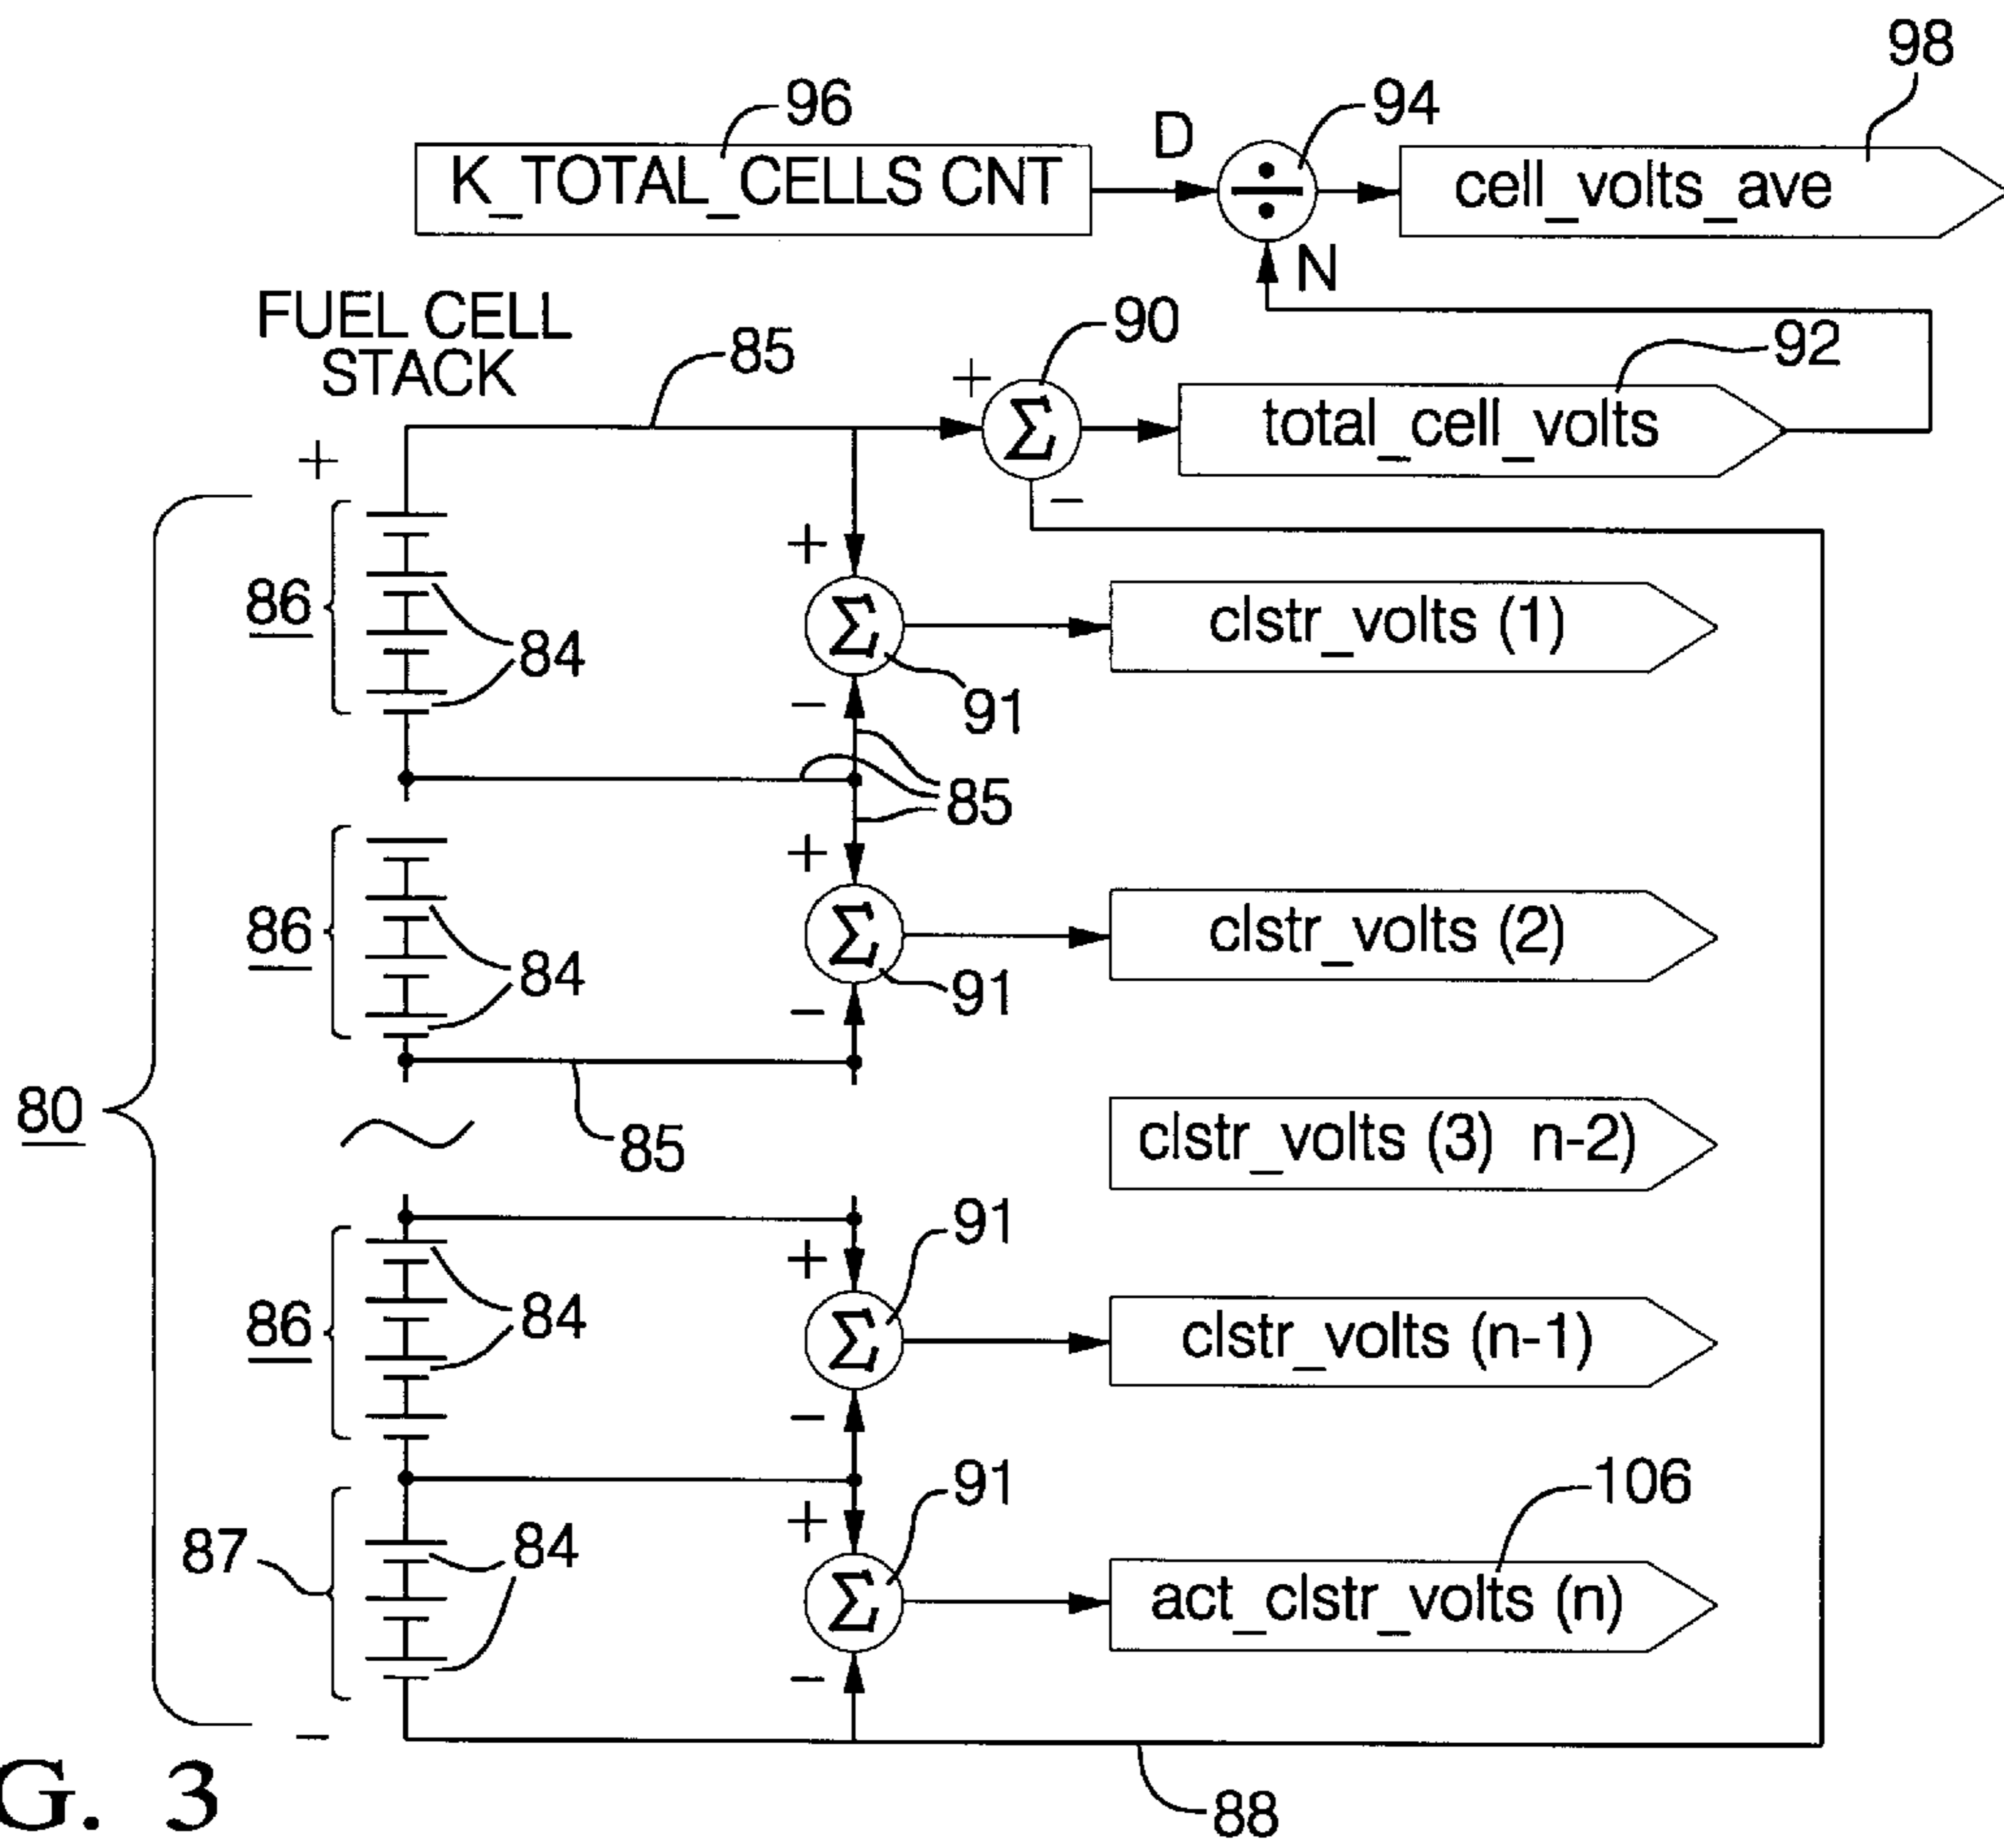 98
96
94
K_TOTAL_CELLS CNT
D
÷
cell_volts_ave
N
FUEL CELL
STACK
85
90
92
+
Σ
total_cell_volts
+
-
+
86
84
Σ
clstr_volts (1)
91
-
85
+
86
84
Σ
clstr_volts (2)
91
-
80
85
clstr_volts (3) n-2)
91
+
86
84
Σ
clstr_volts (n-1)
-
91
106
+
87
84
Σ
act_clstr_volts (n)
-
-
88
G. 3